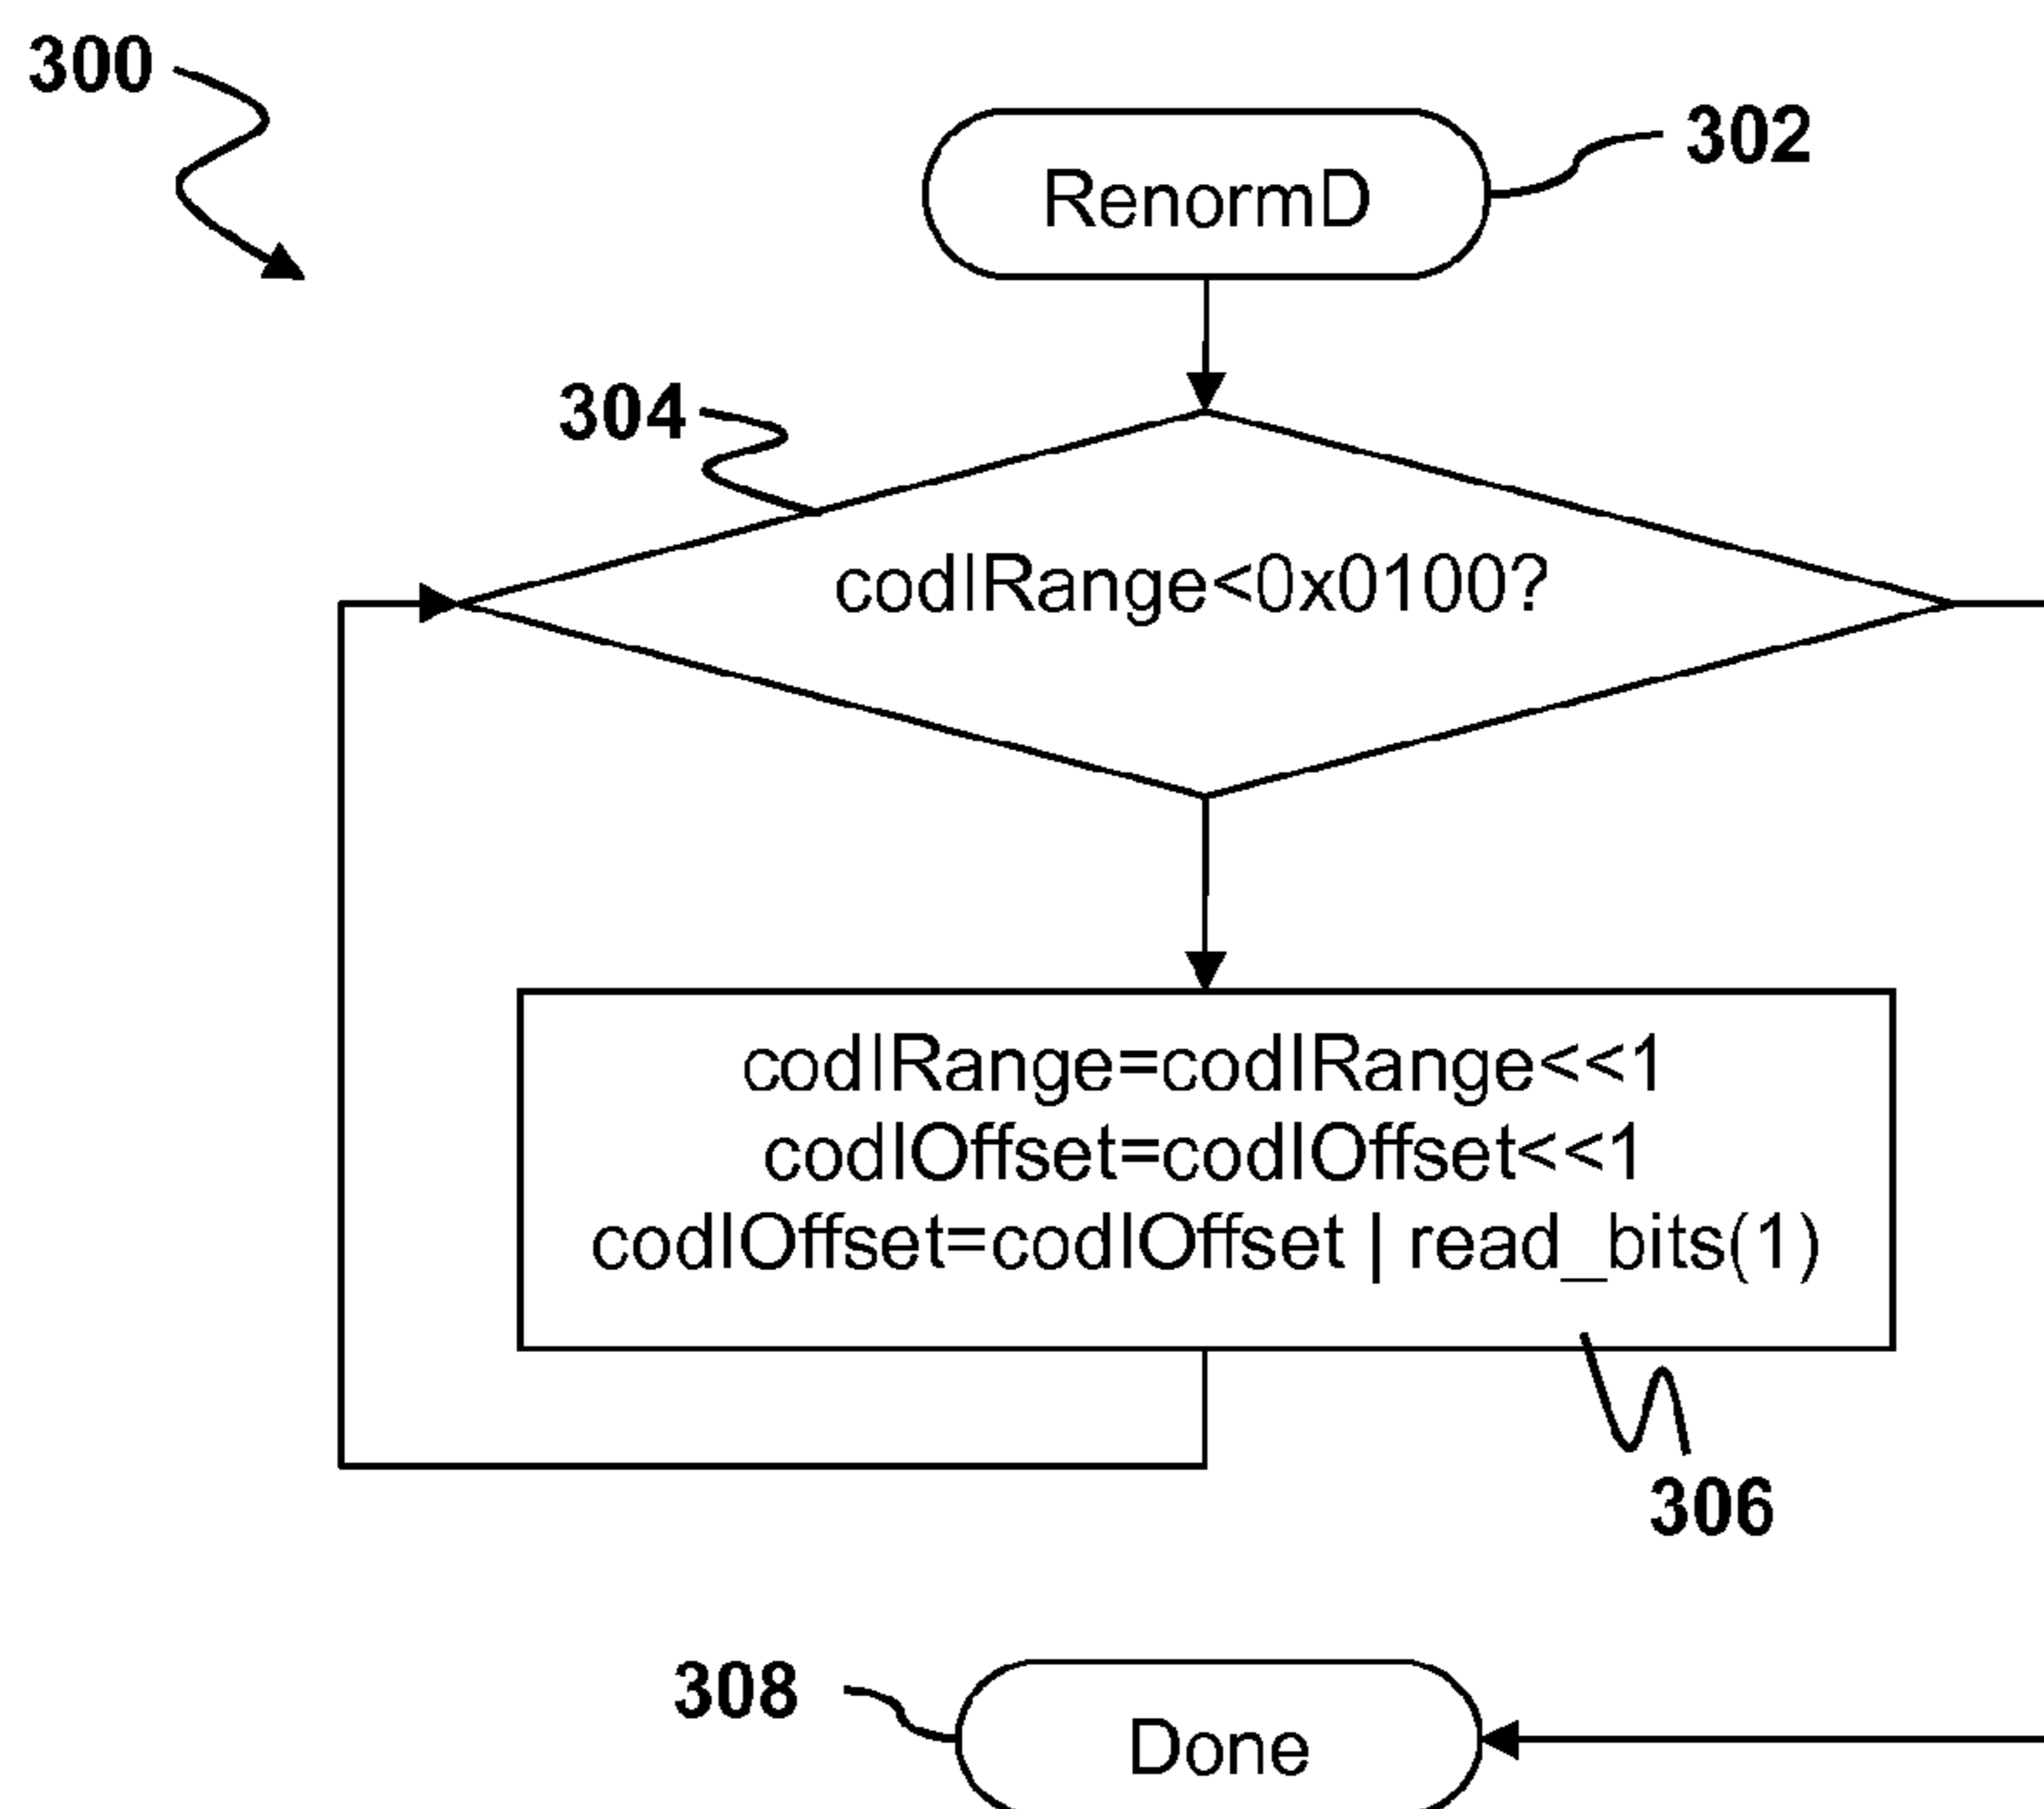 300
302
RenormD
304
codIRange<0x0100?
codIRange=codIRange<<1
codIOffset=codIOffset<<1
codIOffset=codIOffset | read_bits(1)
306
308
Done